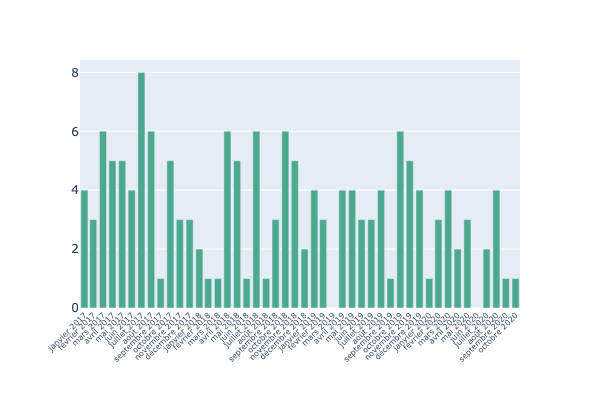 8
6
4
2
0
janvier 2017
février 2017
mars 2017
avril 2017
mai 2017
juin 2017
juillet 2017
août 2017
septembre 2017
octobre 2017
novembre 2017
décembre 2017
janvier 2018
février 2018
mars 2018
avril 2018
mai 2018
juin 2018
juillet 2018
août 2018
septembre 2018
octobre 2018
novembre 2018
décembre 2018
janvier 2019
février 2019
mars 2019
avril 2019
mai 2019
juin 2019
juillet 2019
août 2019
septembre 2019
octobre 2019
novembre 2019
décembre 2019
janvier 2020
février 2020
mars 2020
avril 2020
mai 2020
juin 2020
juillet 2020
août 2020
septembre 2020
octobre 2020